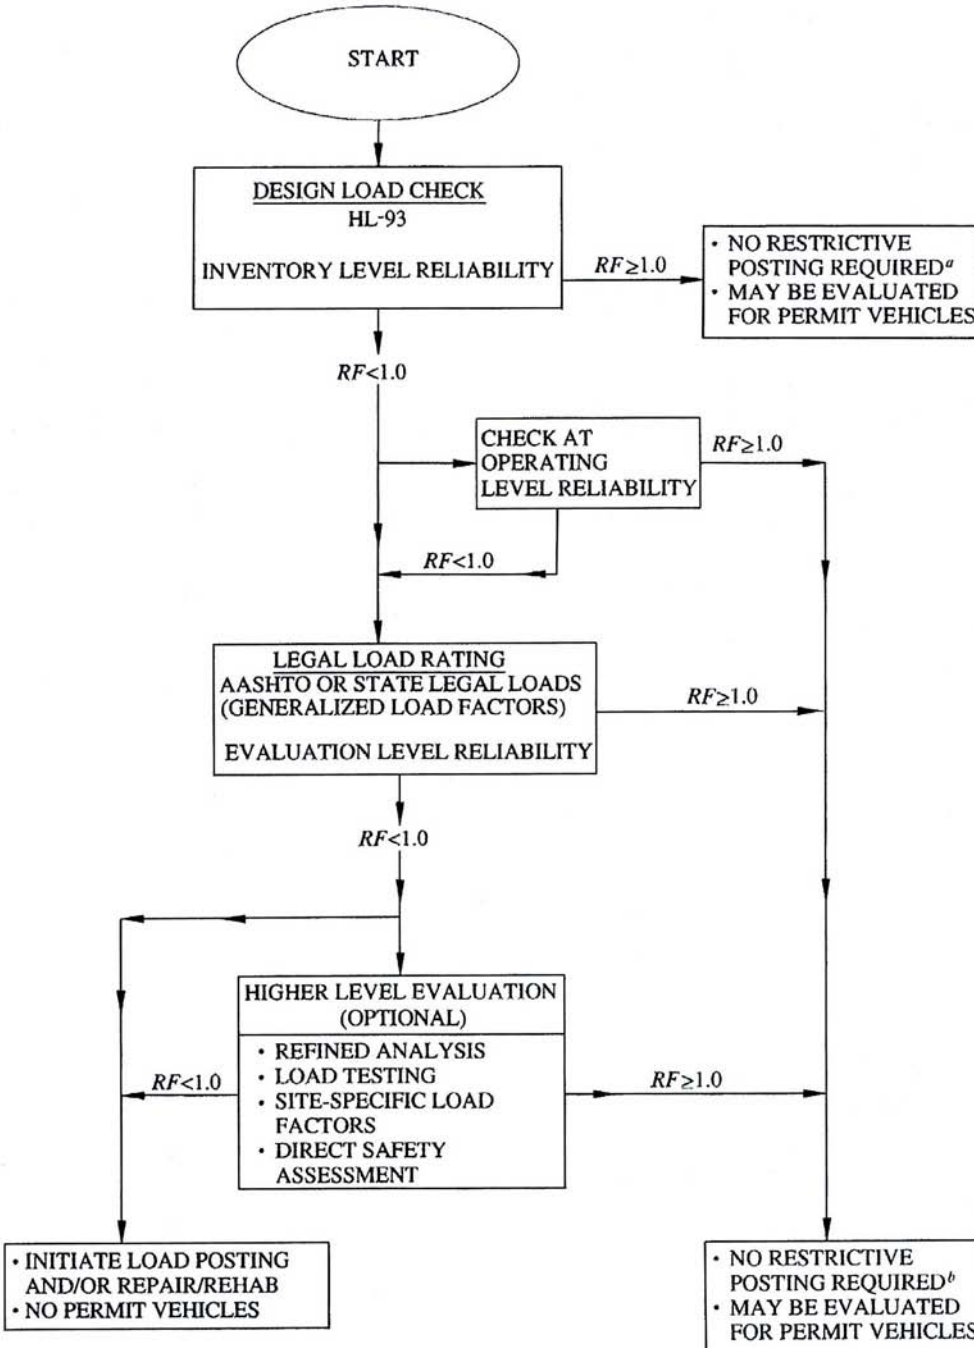 START
DESIGN LOAD CHECK
HL-93
INVENTORY LEVEL RELIABILITY
RF≥1.0
• NO RESTRICTIVE
POSTING REQUIREDᵃ
• MAY BE EVALUATED
FOR PERMIT VEHICLES
RF<1.0
CHECK AT
OPERATING
LEVEL RELIABILITY
RF≥1.0
RF<1.0
LEGAL LOAD RATING
AASHTO OR STATE LEGAL LOADS
(GENERALIZED LOAD FACTORS)
EVALUATION LEVEL RELIABILITY
RF≥1.0
RF<1.0
HIGHER LEVEL EVALUATION
(OPTIONAL)
• REFINED ANALYSIS
• LOAD TESTING
• SITE-SPECIFIC LOAD
FACTORS
• DIRECT SAFETY
ASSESSMENT
RF<1.0
RF≥1.0
• INITIATE LOAD POSTING
AND/OR REPAIR/REHAB
• NO PERMIT VEHICLES
• NO RESTRICTIVE
POSTING REQUIREDᵇ
• MAY BE EVALUATED
FOR PERMIT VEHICLES